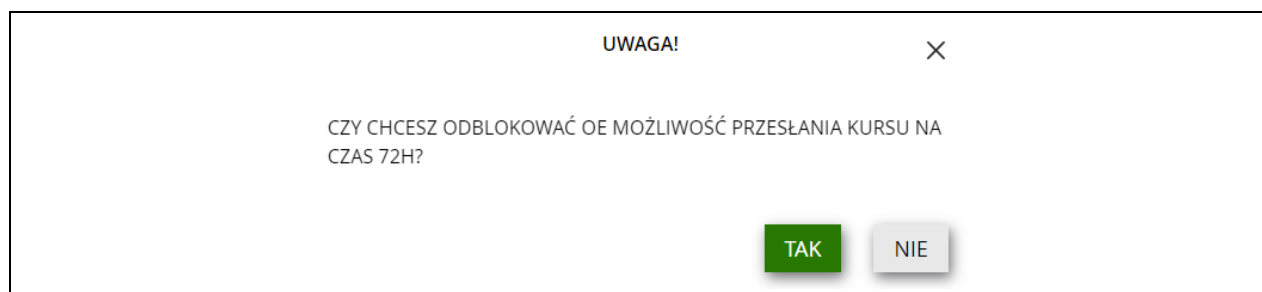 UWAGA!
CZY CHCESZ ODBLOKOWAĆ OE MOŻLIWOŚĆ PRZESŁANIA KURSU NA
CZAS 72H?
TAK NIE